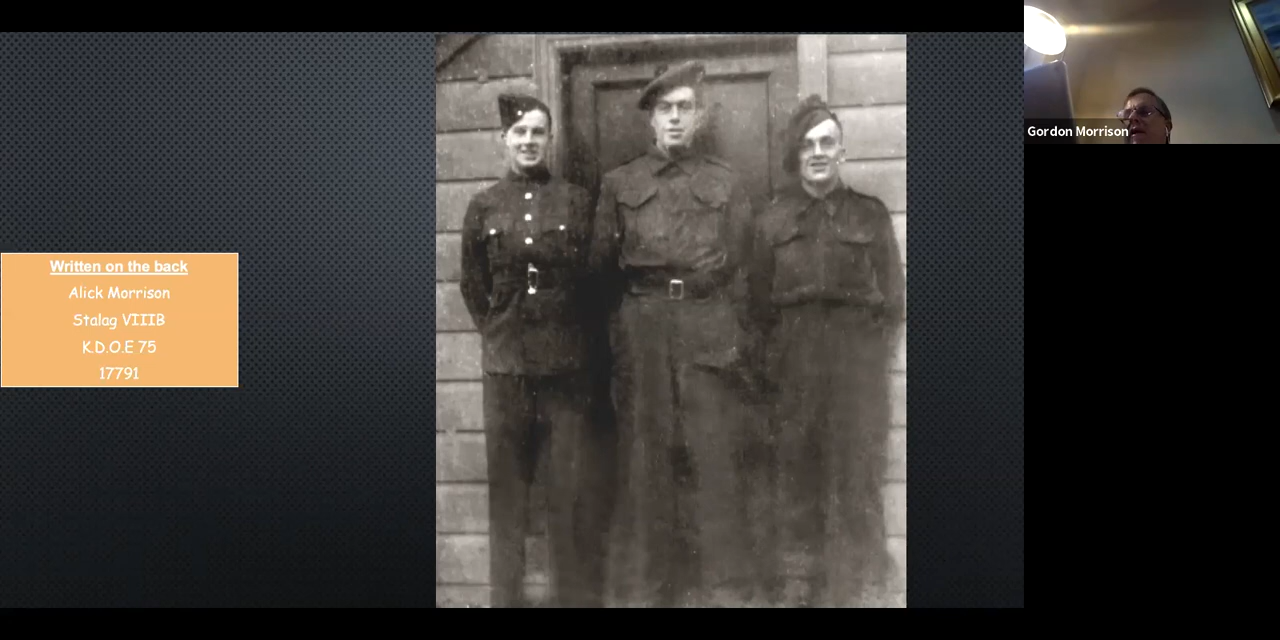 Written on the back
Alick Morrison
Stalag VIIIB
K.D.O.E 75
17791
Gordon Morrison